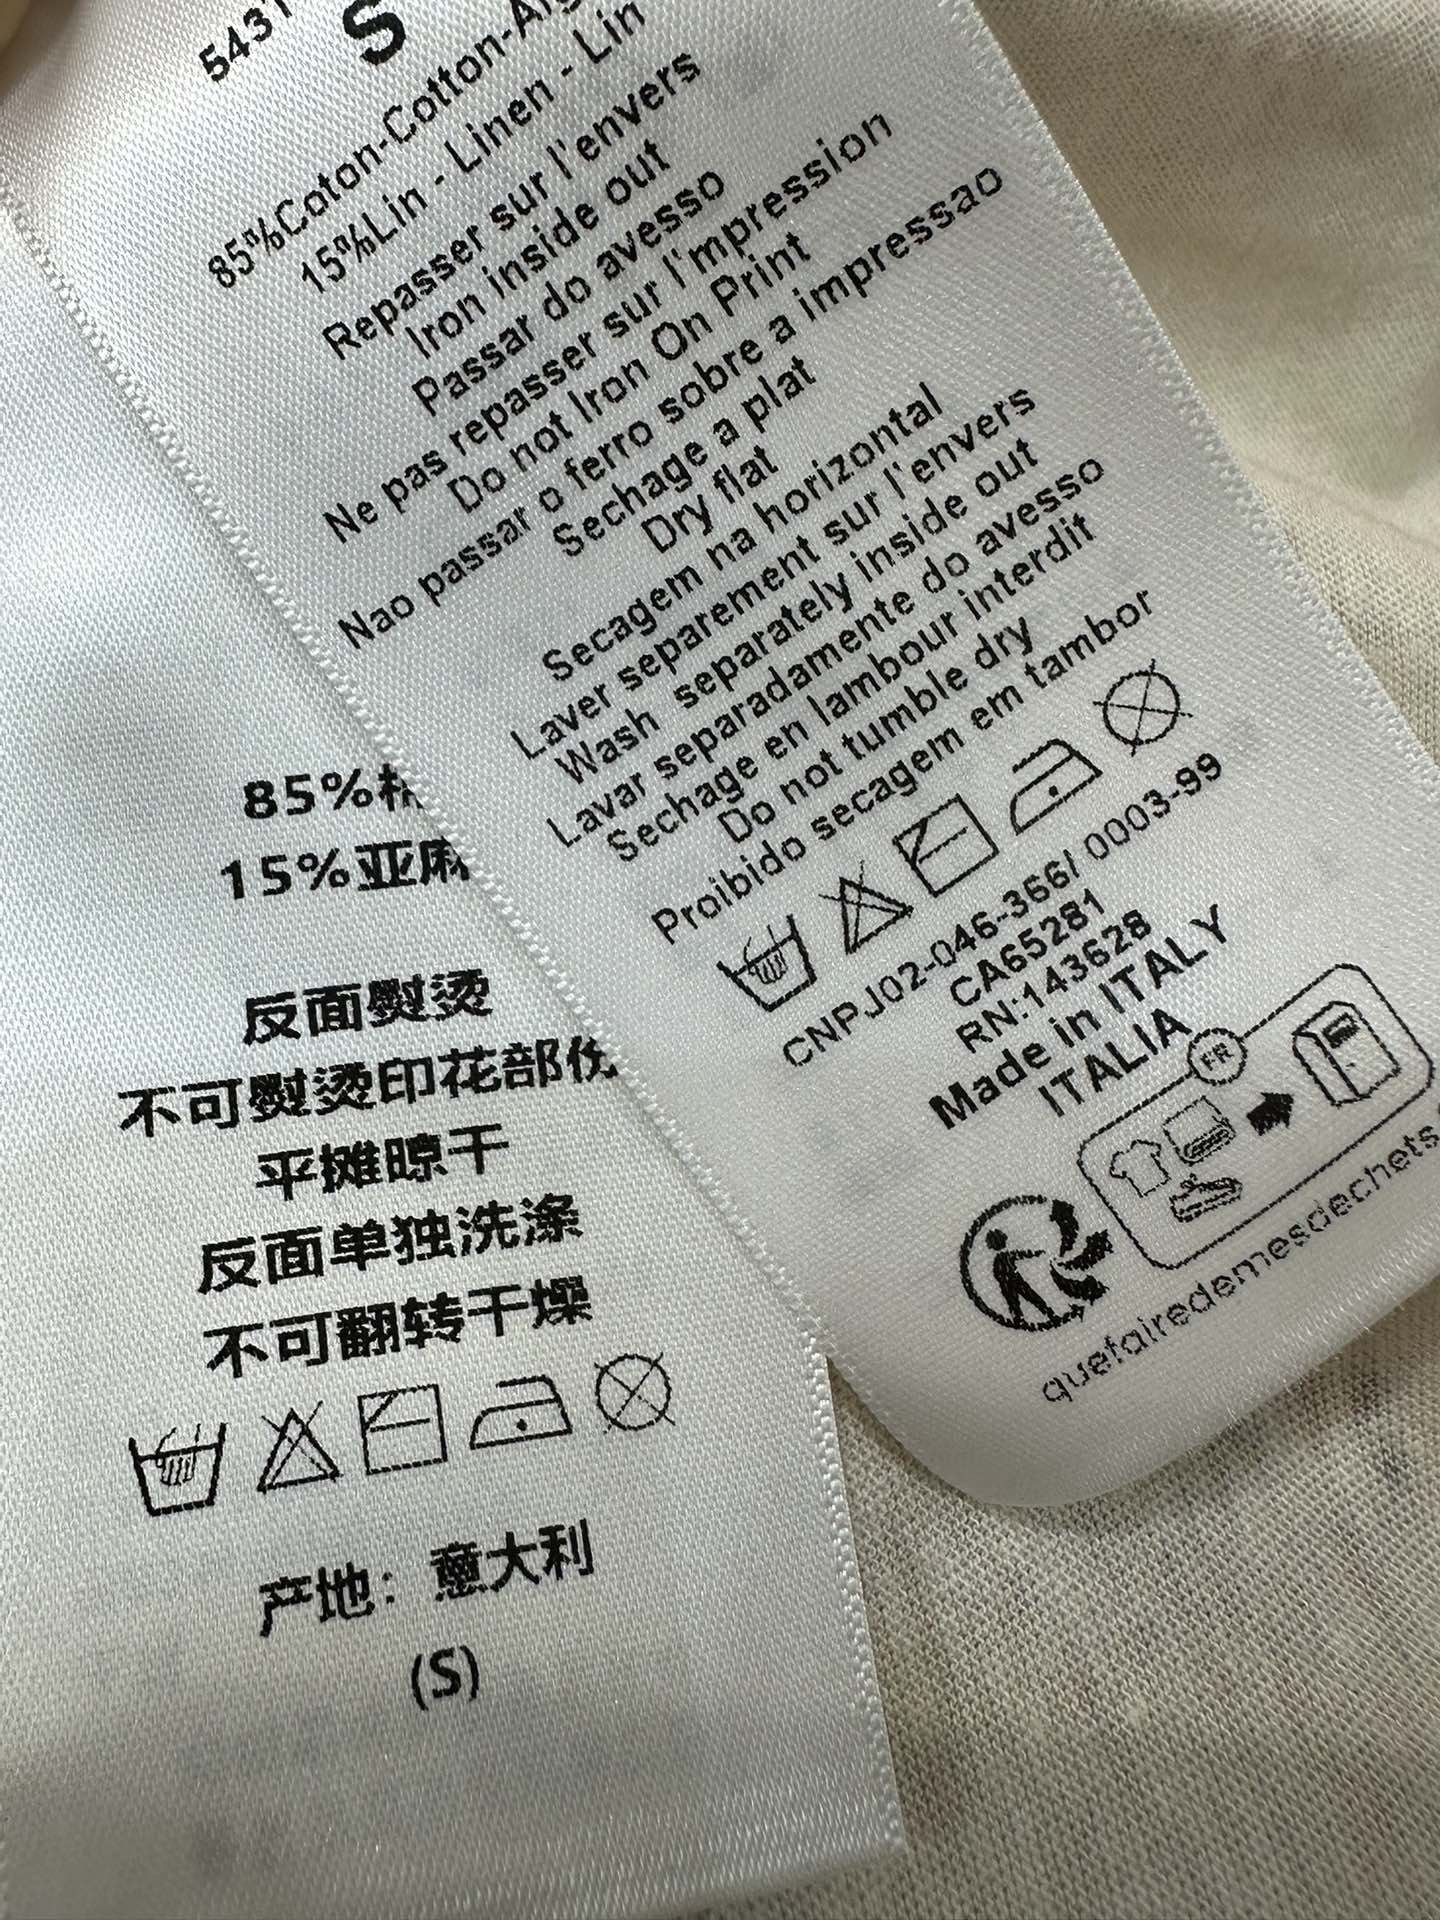 5431
S
85%Coton-Cotton-
15%Lin - Linen - Lin
Repasser sur l'envers
Iron inside out
Passar do avesso
Ne pas repasser sur l'mpression
Do not Iron On Print
Nao passar o ferro sobre a impressao
Sechage a plat
Dry flat
Secagem na horizontal
Laver separement sur l'envers
Wash separately inside out
Lavar separadamente do avesso
Sechage en lambour interdit
Do not tumble dry
Proibido secagem em tambor
CNPJ02-046-366/ 0003-99
CA65281
RN:143628
Made in ITALY
ITALIA
FR
quefairedemesdechets.
85%棉
15%亚麻
反面熨烫
不可熨烫印花部份
平摊晾干
反面单独洗涤
不可翻转干燥
产地：意大利
(S)